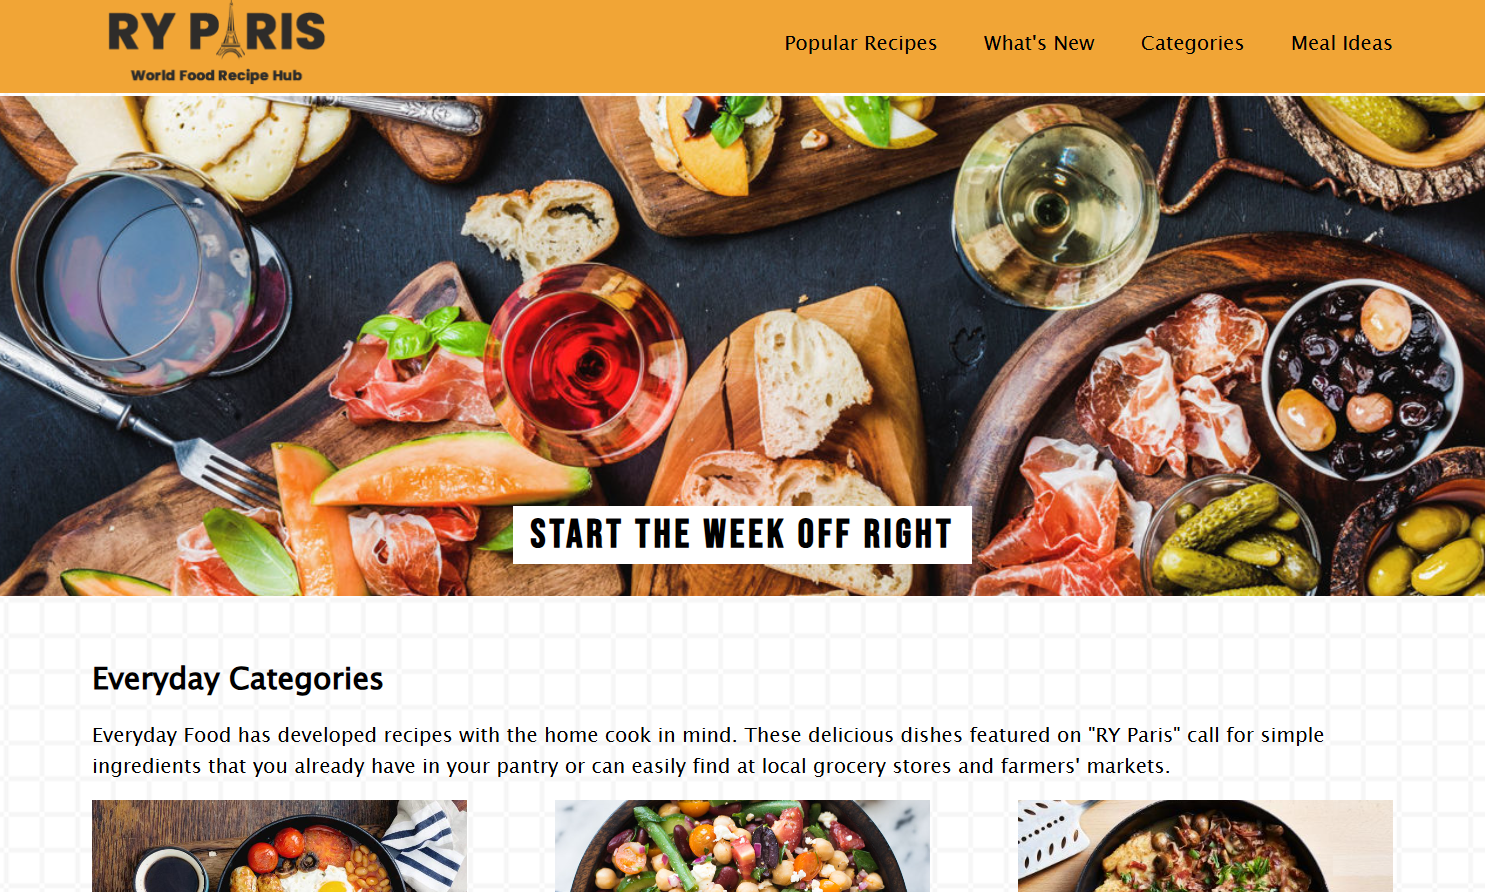 RY PARIS
World Food Recipe Hub
Popular Recipes
What's New
Categories
Meal Ideas
START THE WEEK OFF RIGHT
Everyday Categories
Everyday Food has developed recipes with the home cook in mind. These delicious dishes featured on "RY Paris" call for simple
ingredients that you already have in your pantry or can easily find at local grocery stores and farmers' markets.